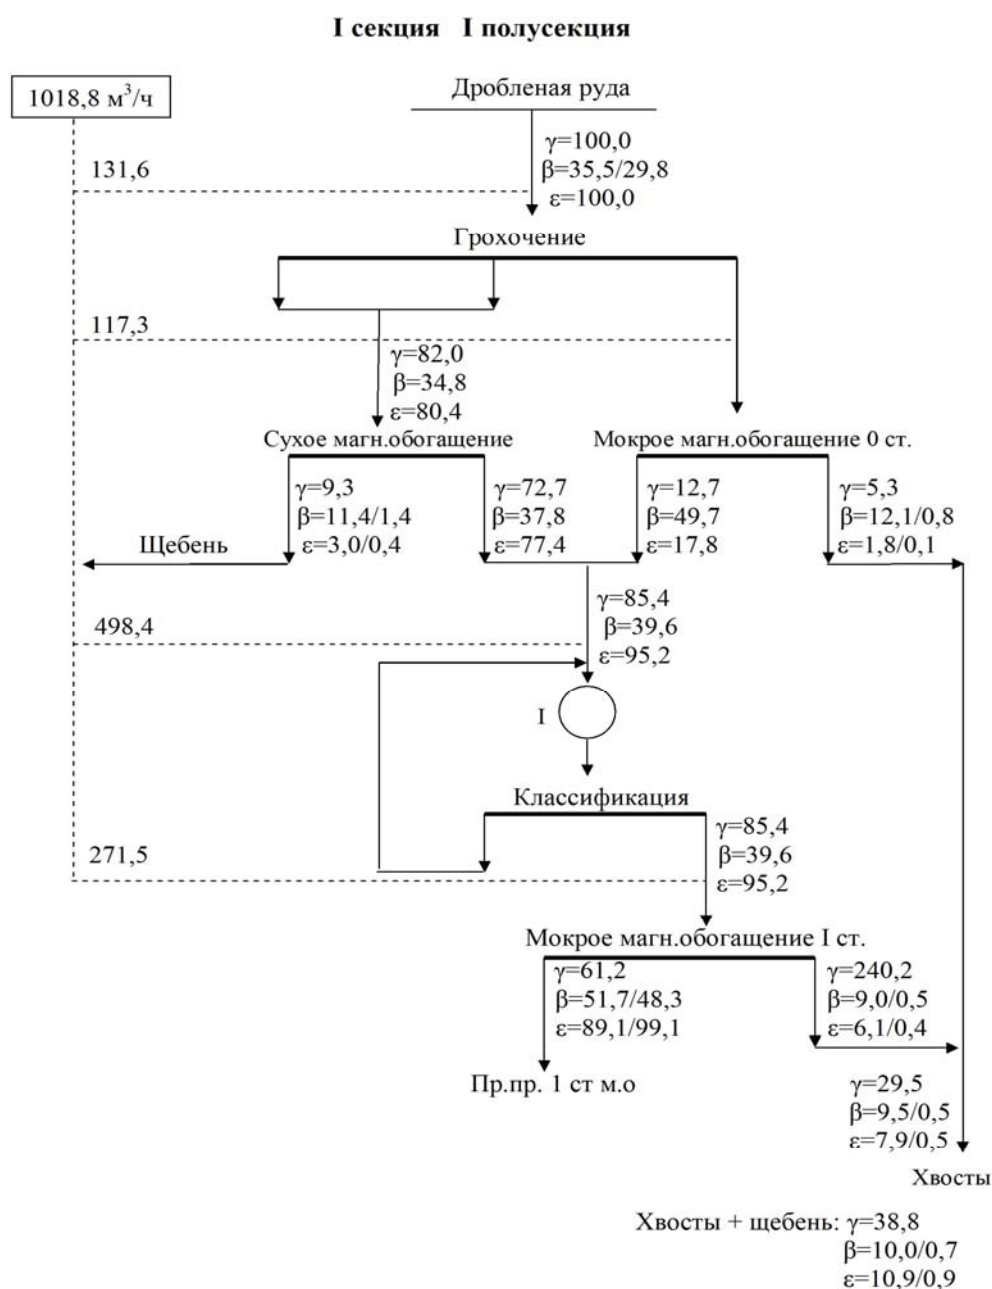 I секция I полусекция
Дробленая руда
1018,8 м³/ч
γ=100,0
β=35,5/29,8
ε=100,0
131,6
Грохочение
117,3
γ=82,0
β=34,8
ε=80,4
Сухое магн.обогащение
Мокрое магн.обогащение 0 ст.
γ=9,3
β=11,4/1,4
ε=3,0/0,4
γ=72,7
β=37,8
ε=77,4
γ=12,7
β=49,7
ε=17,8
γ=5,3
β=12,1/0,8
ε=1,8/0,1
Щебень
γ=85,4
β=39,6
ε=95,2
498,4
I
Классификация
γ=85,4
β=39,6
ε=95,2
271,5
Мокрое магн.обогащение I ст.
γ=61,2
β=51,7/48,3
ε=89,1/99,1
γ=240,2
β=9,0/0,5
ε=6,1/0,4
Пр.пр. 1 ст м.о
γ=29,5
β=9,5/0,5
ε=7,9/0,5
Хвосты
Хвосты + щебень: γ=38,8
β=10,0/0,7
ε=10,9/0,9